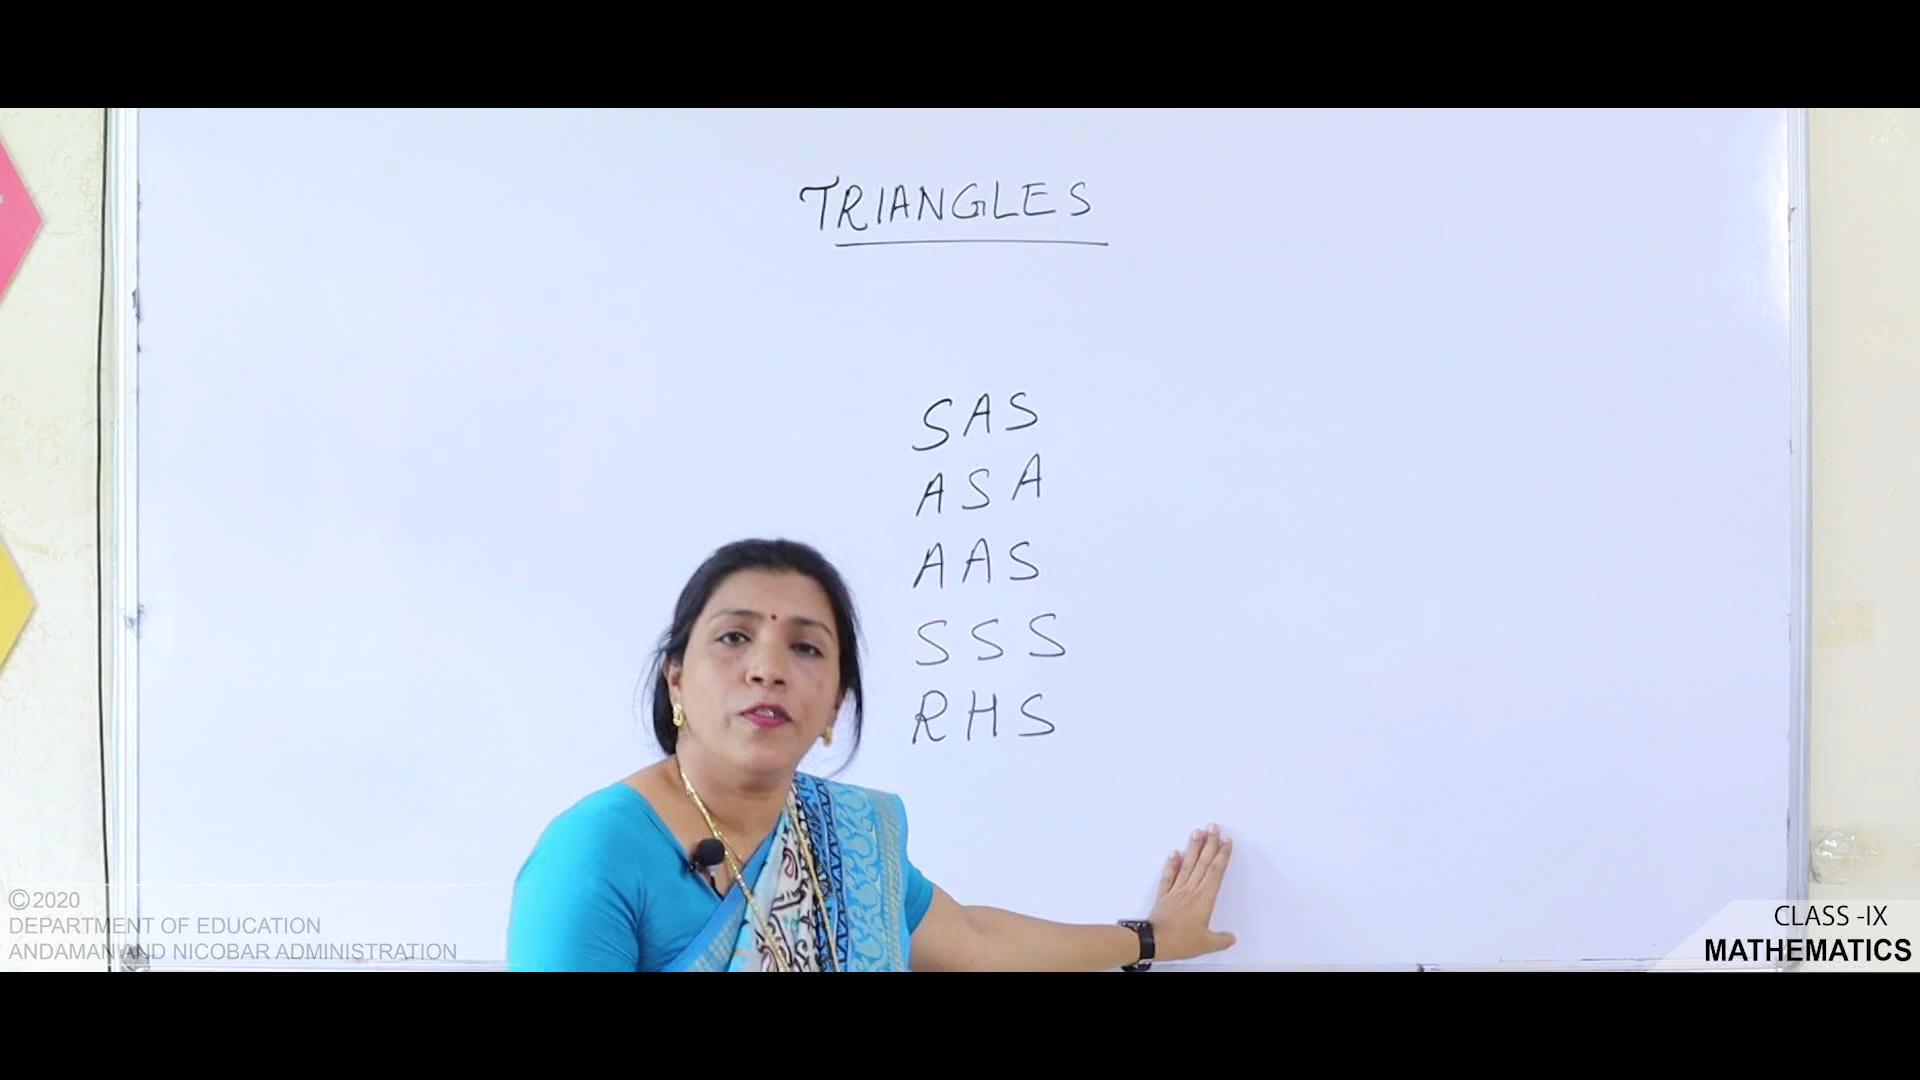 TRIANGLES
SAS
ASA
AAS
SSS
RHS
©2020
DEPARTMENT OF EDUCATION
ANDAMAN AND NICOBAR ADMINISTRATION
CLASS -IX
MATHEMATICS